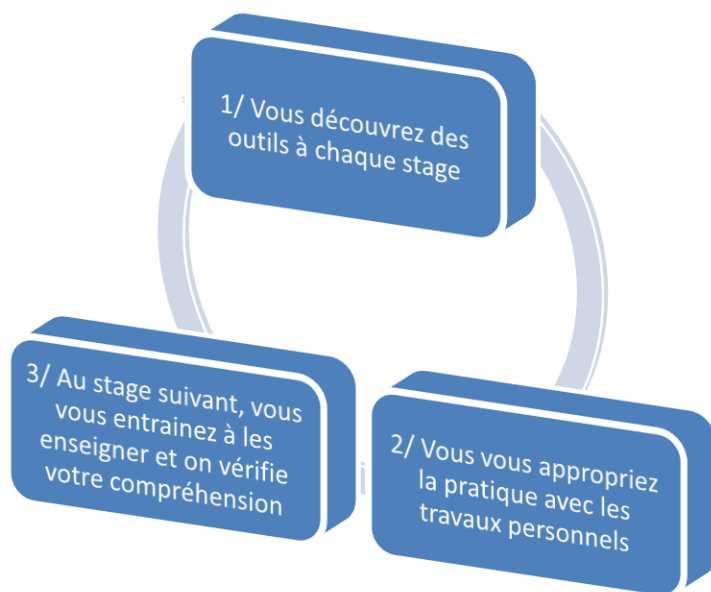 1/ Vous découvrez des
outils à chaque stage
3/ Au stage suivant, vous
vous entrainez à les
enseigner et on vérifie
votre compréhension
2/ Vous vous appropriez
la pratique avec les
travaux personnels